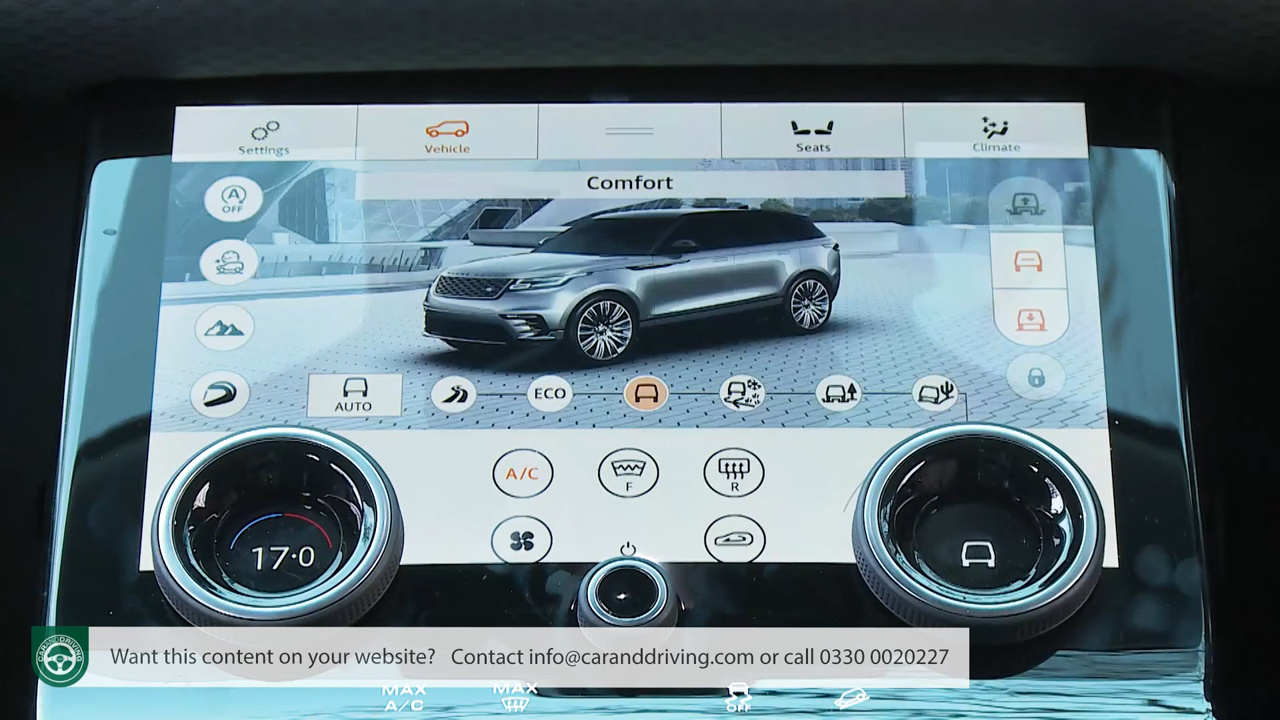 Settings
Vehicle
Seats
Climate
Comfort
A
OFF
AUTO
ECO
A/C
F
R
17·0
CARANDDRIVING
Want this content on your website? Contact info@caranddriving.com or call 0330 0020227
MAX
A/C
MAX
OFF